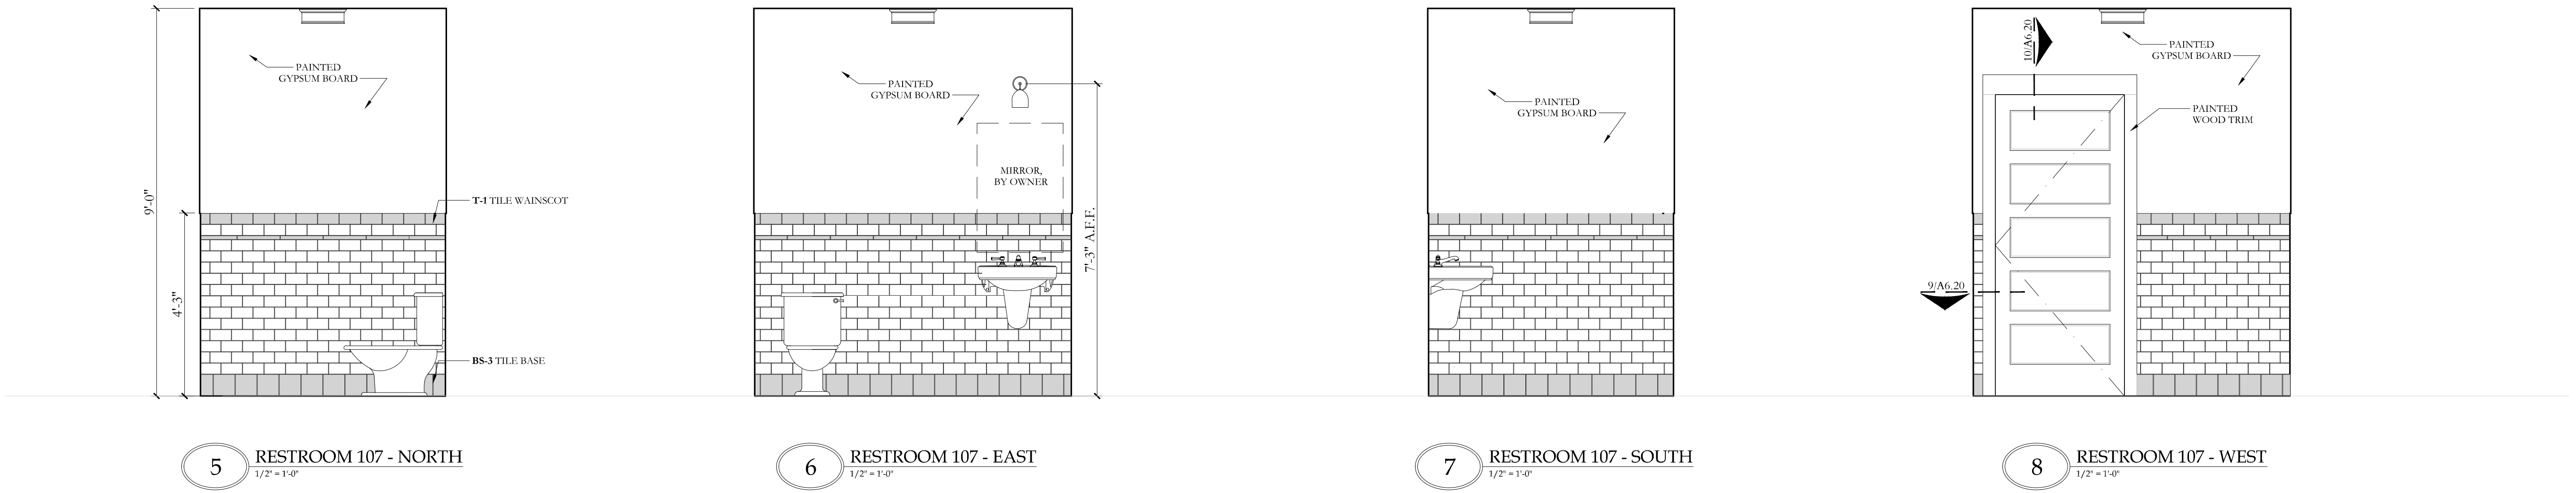 9'-0"
4'-3"
PAINTED
GYPSUM BOARD
T-1 TILE WAINSCOT
BS-3 TILE BASE
5
RESTROOM 107 - NORTH
1/2" = 1'-0"
PAINTED
GYPSUM BOARD
MIRROR,
BY OWNER
7'-3" A.F.F.
6
RESTROOM 107 - EAST
1/2" = 1'-0"
PAINTED
GYPSUM BOARD
7
RESTROOM 107 - SOUTH
1/2" = 1'-0"
10/A6.20
PAINTED
GYPSUM BOARD
PAINTED
WOOD TRIM
9/A6.20
8
RESTROOM 107 - WEST
1/2" = 1'-0"